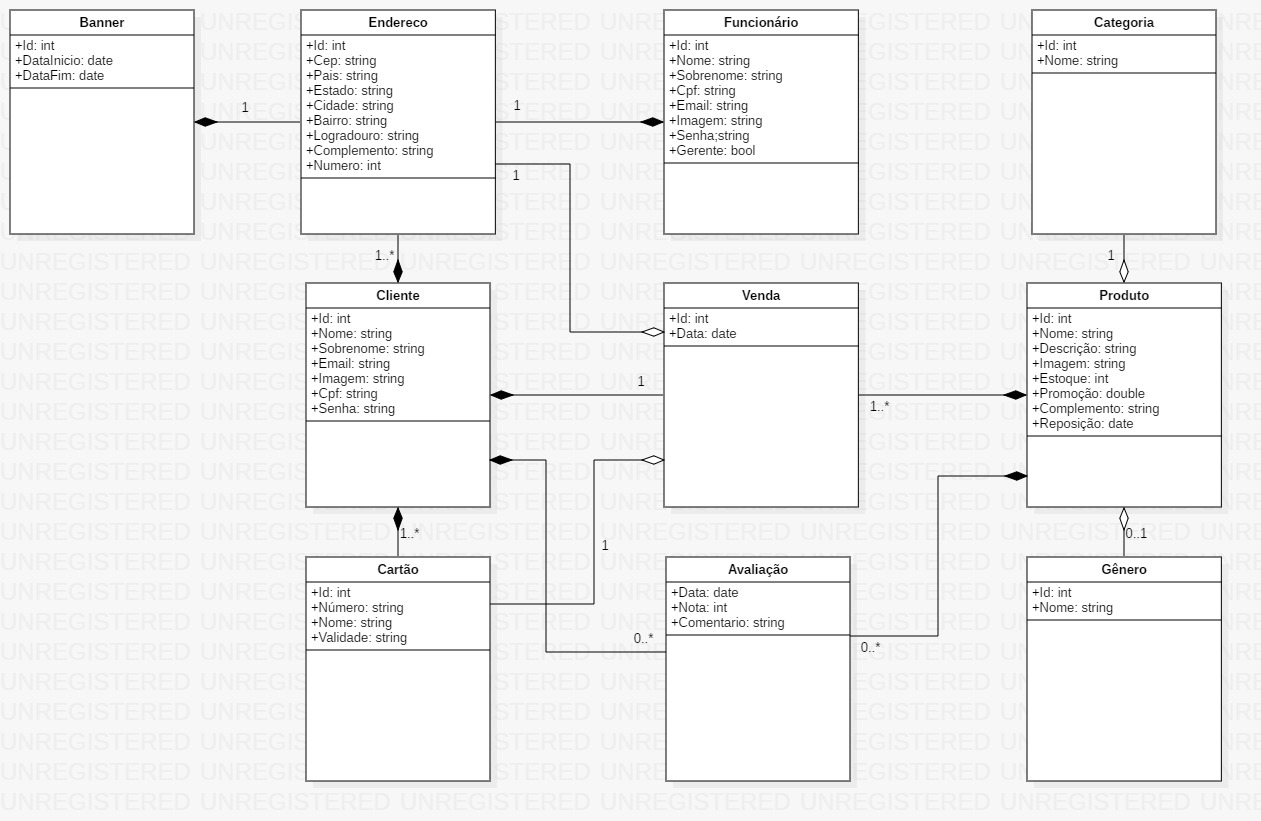 Banner
+Id: int
+DataInicio: date
+DataFim: date
1
Endereco
+Id: int
+Cep: string
+Pais: string
+Estado: string
+Cidade: string
+Bairro: string
+Logradouro: string
+Complemento: string
+Numero: int
1
1
1..*
Funcionário
+Id: int
+Nome: string
+Sobrenome: string
+Cpf: string
+Email: string
+Imagem: string
+Senha;string
+Gerente: bool
Categoria
+Id: int
+Nome: string
1
Cliente
+Id: int
+Nome: string
+Sobrenome: string
+Email: string
+Imagem: string
+Cpf: string
+Senha: string
1
1..*
Venda
+Id: int
+Data: date
1..*
Produto
+Id: int
+Nome: string
+Descrição: string
+Imagem: string
+Estoque: int
+Promoção: double
+Complemento: string
+Reposição: date
0..1
Cartão
+Id: int
+Número: string
+Nome: string
+Validade: string
1
0..*
Avaliação
+Data: date
+Nota: int
+Comentario: string
0..*
Gênero
+Id: int
+Nome: string
UNREGISTERED